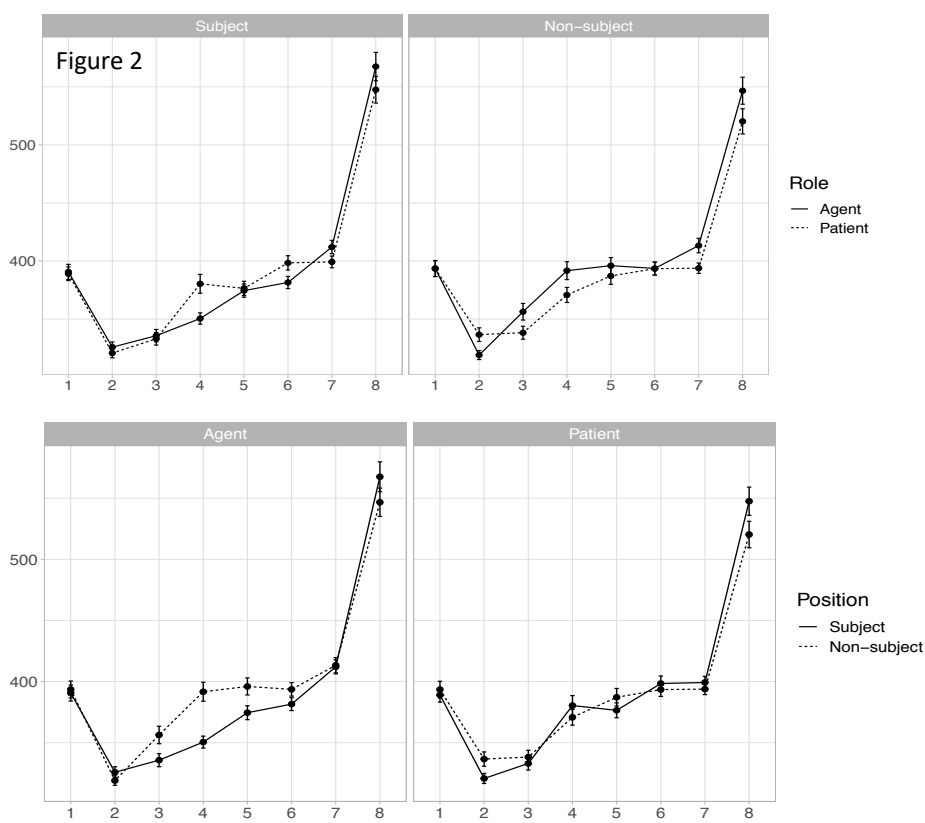 Subject Non-subject
Figure 2
500
400
1 2 3 4 5 6 7 8 1 2 3 4 5 6 7 8
Role
Agent
Patient
Agent Patient
500
400
1 2 3 4 5 6 7 8 1 2 3 4 5 6 7 8
Position
Subject
Non-subject